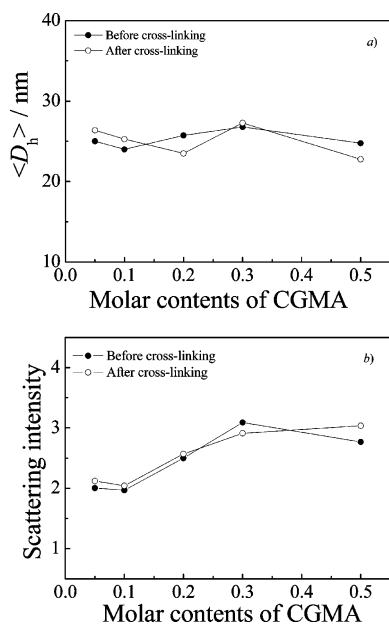 40
Before cross-linking
After cross-linking
a)
30
20
10
<Dh> / nm
0.0 0.1 0.2 0.3 0.4 0.5
Molar contents of CGMA
Before cross-linking
After cross-linking
b)
4
3
2
1
Scattering intensity
0.0 0.1 0.2 0.3 0.4 0.5
Molar contents of CGMA